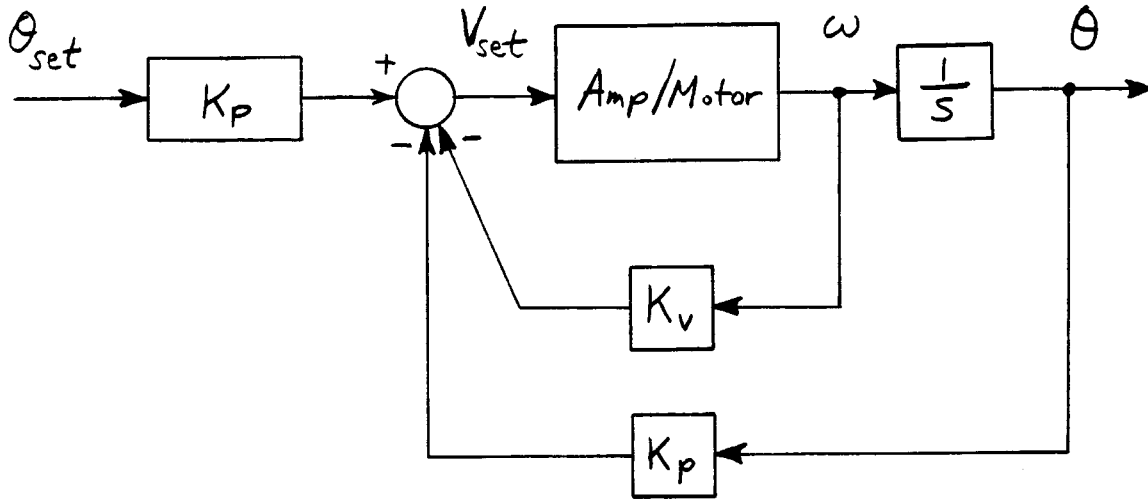 θset
Kp
+
-
-
Vset
Amp/Motor
ω
1
s
θ
Kv
Kp